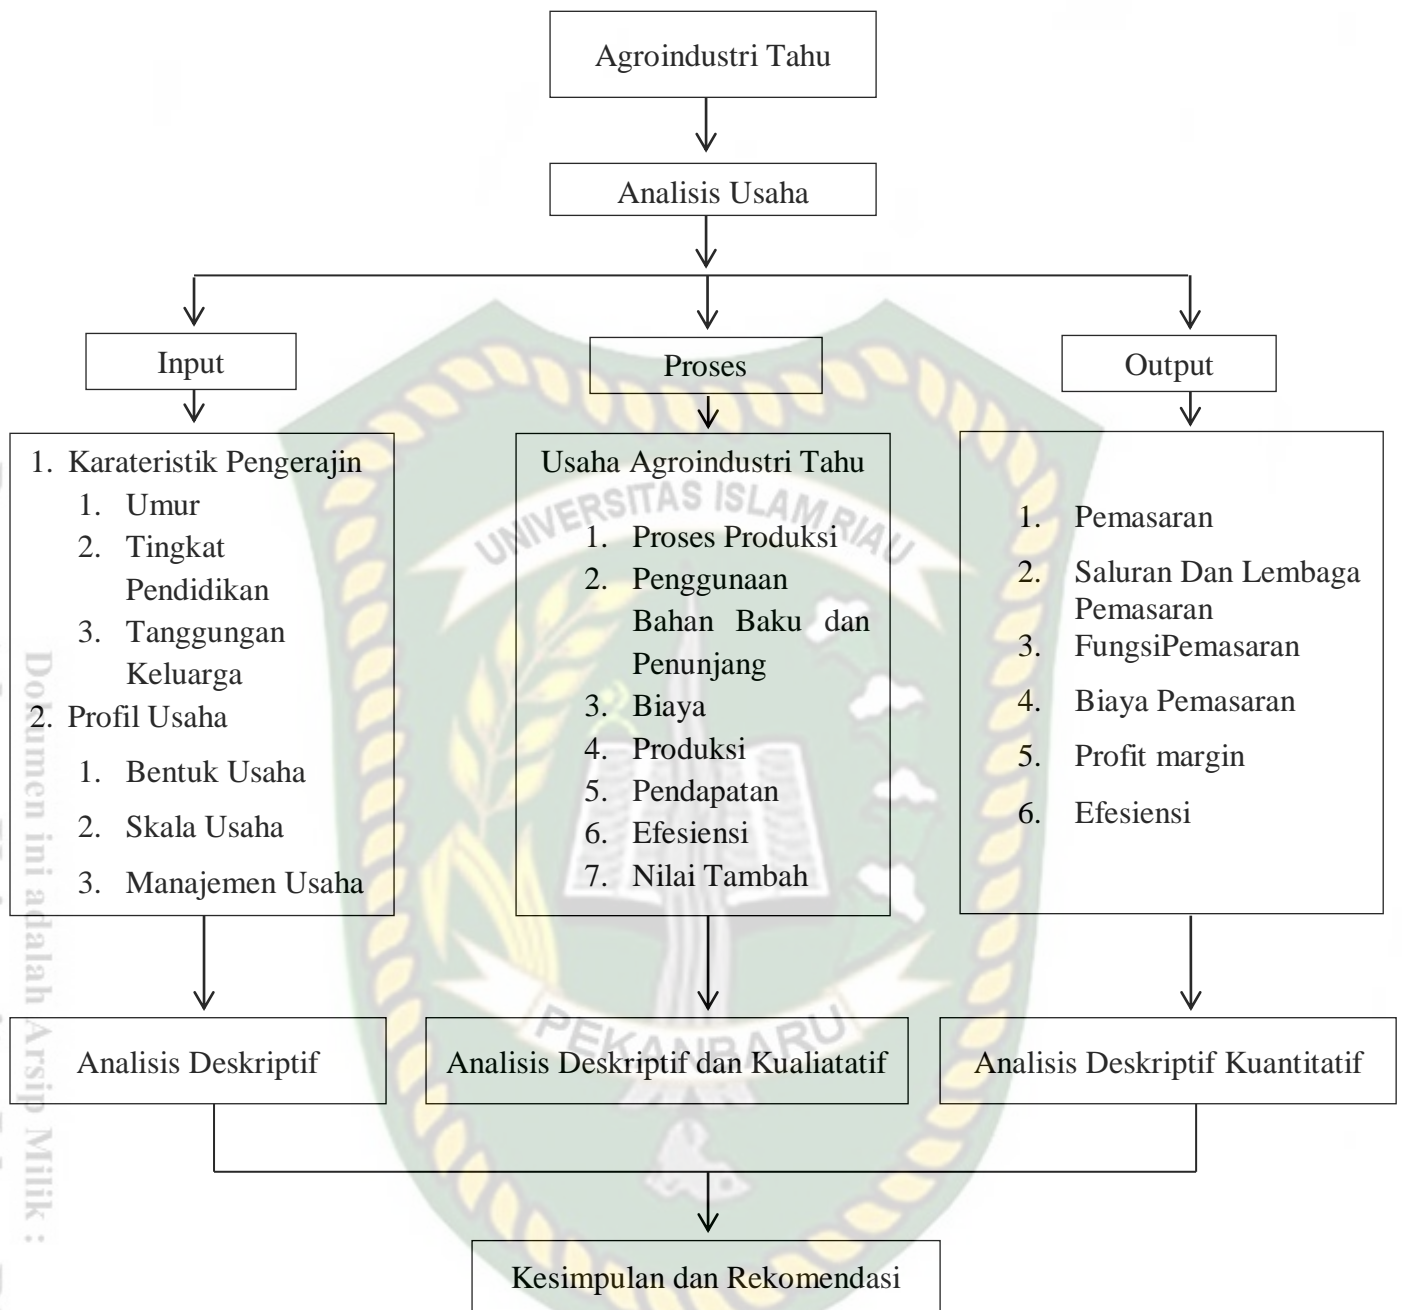 Agroindustri Tahu
Analisis Usaha
Input
Proses
Output
1. Karateristik Pengerajin
1. Umur
2. Tingkat
Pendidikan
3. Tanggungan
Keluarga
2. Profil Usaha
1. Bentuk Usaha
2. Skala Usaha
3. Manajemen Usaha
Usaha Agroindustri Tahu
1. Proses Produksi
2. Penggunaan
Bahan Baku dan
Penunjang
3. Biaya
4. Produksi
5. Pendapatan
6. Efesiensi
7. Nilai Tambah
1. Pemasaran
2. Saluran Dan Lembaga
Pemasaran
3. FungsiPemasaran
4. Biaya Pemasaran
5. Profit margin
6. Efesiensi
Analisis Deskriptif
Analisis Deskriptif dan Kualiatatif
Analisis Deskriptif Kuantitatif
Kesimpulan dan Rekomendasi
UNIVERSITAS ISLAM RIAU
PEKANBARU
Dokumen ini adalah Arsip Milik :